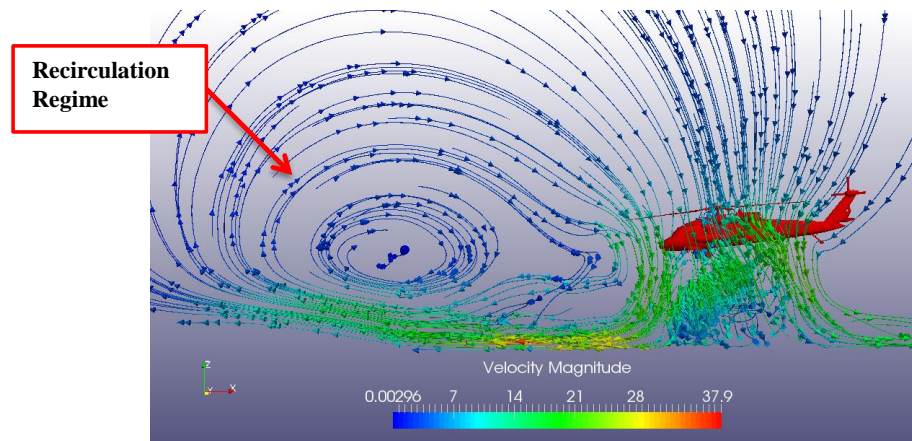 Recirculation
Regime
Z
Y
X
Velocity Magnitude
0.00296 7 14 21 28 37.9